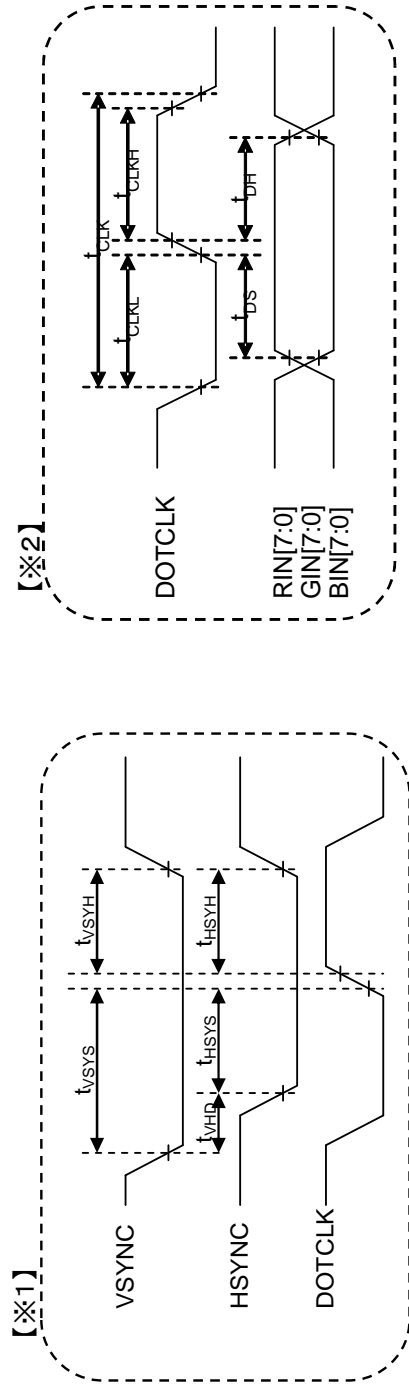 【※1】
VSYNC
tVSYS
tVSYH
HSYNC
tVHD
tHSYS
tHSYH
DOTCLK
【※2】
tCLK
tCLKL
tCLKH
DOTCLK
tDS
tDH
RIN[7:0]
GIN[7:0]
BIN[7:0]